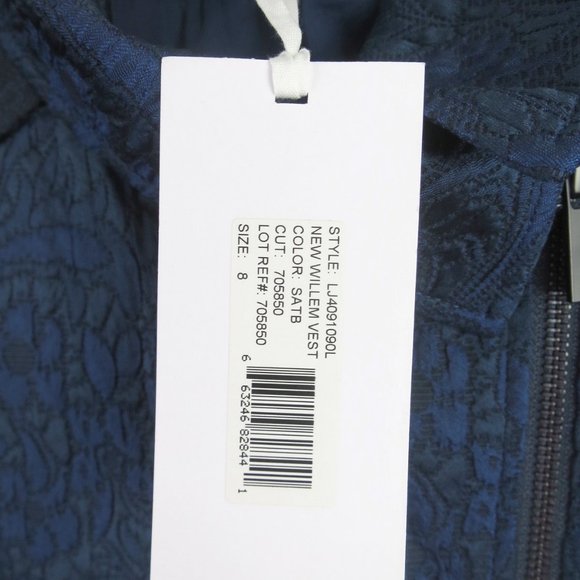 STYLE: LJ4091090L
NEW WILLEM VEST
COLOR: SATB
CUT: 705850
LOT REF#: 705850
SIZE: 8
6 63246 82844 1